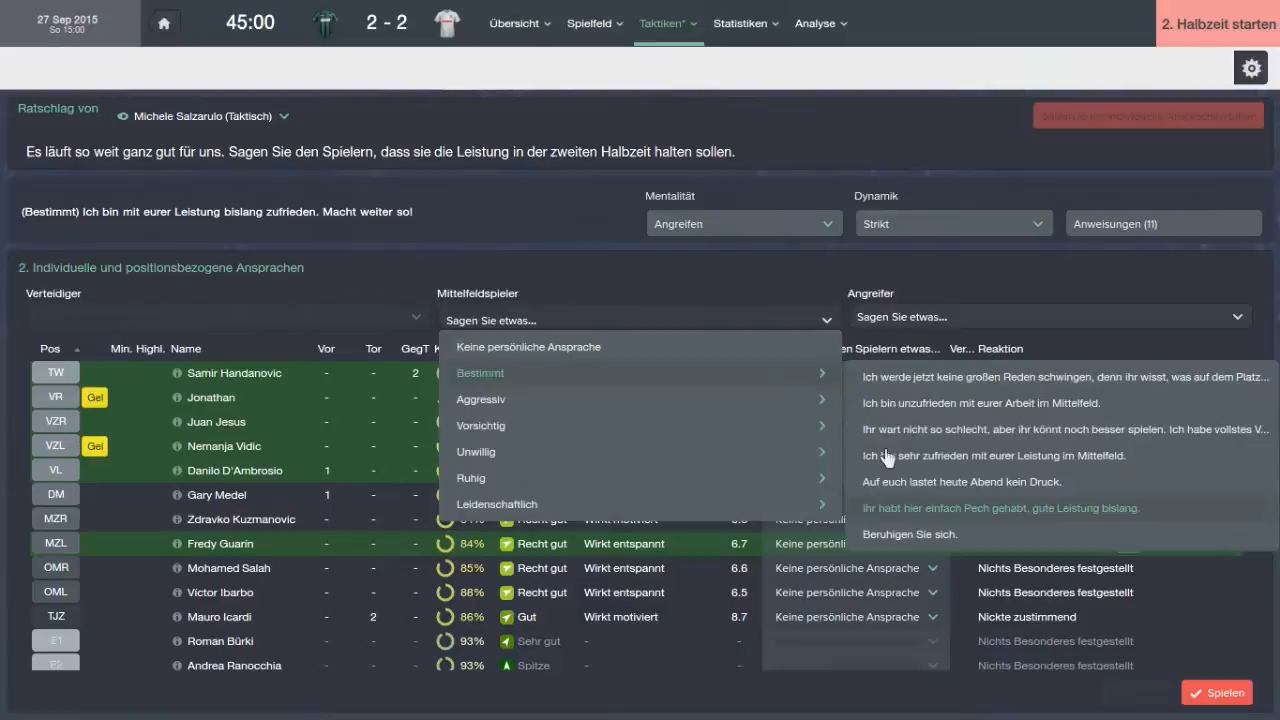 27 Sep 2015
So 15:00
45:00
2 - 2
Übersicht
Spielfeld
Taktiken*
Statistiken
Analyse
2. Halbzeit starten
Ratschlag von
Michele Salzarulo (Taktisch)
Es läuft so weit ganz gut für uns. Sagen Sie den Spielern, dass sie die Leistung in der zweiten Halbzeit halten sollen.
(Bestimmt) Ich bin mit eurer Leistung bislang zufrieden. Macht weiter so!
Mentalität
Angreifen
Dynamik
Strikt
Anweisungen (11)
2. Individuelle und positionsbezogene Ansprachen
Verteidiger
Mittelfeldspieler
Angreifer
Sagen Sie etwas...
Sagen Sie etwas...
Keine persönliche Ansprache
Bestimmt
Aggressiv
Vorsichtig
Unwillig
Ruhig
Leidenschaftlich
Ich werde jetzt keine großen Reden schwingen, denn ihr wisst, was auf dem Platz...
Ich bin unzufrieden mit eurer Arbeit im Mittelfeld.
Ihr wart nicht so schlecht, aber ihr könnt noch besser spielen. Ich habe vollstes V...
Ich sehr zufrieden mit eurer Leistung im Mittelfeld.
Auf euch lastet heute Abend kein Druck.
Ihr habt hier einfach Pech gehabt, gute Leistung bislang.
Beruhigen Sie sich.
Pos Min. Highl. Name Vor Tor GegT K en Spielern etwas... Ver... Reaktion
TW Samir Handanovic - - 2
VR Gel Jonathan - - -
VZR Juan Jesus - - -
VZL Gel Nemanja Vidic - - -
VL Danilo D'Ambrosio 1 - -
DM Gary Medel 1 - -
MZR Zdravko Kuzmanovic - - - Recht gut Wirkt motiviert Keine persönli
MZL Fredy Guarín - - - 84% Recht gut Wirkt entspannt 6.7 Keine persönli
OMR Mohamed Salah - - - 85% Recht gut Wirkt entspannt 6.6 Keine persönliche Ansprache Nichts Besonderes festgestellt
OML Víctor Ibarbo - - - 88% Recht gut Wirkt entspannt 6.5 Keine persönliche Ansprache Nichts Besonderes festgestellt
TJZ Mauro Icardi - 2 - 86% Gut Wirkt motiviert 8.7 Keine persönliche Ansprache Nickte zustimmend
E1 Roman Bürki - - - 93% Sehr gut - - Nichts Besonderes festgestellt
E2 Andrea Ranocchia - - - 93% Spitze - - Nichts Besonderes festgestellt
Spielen